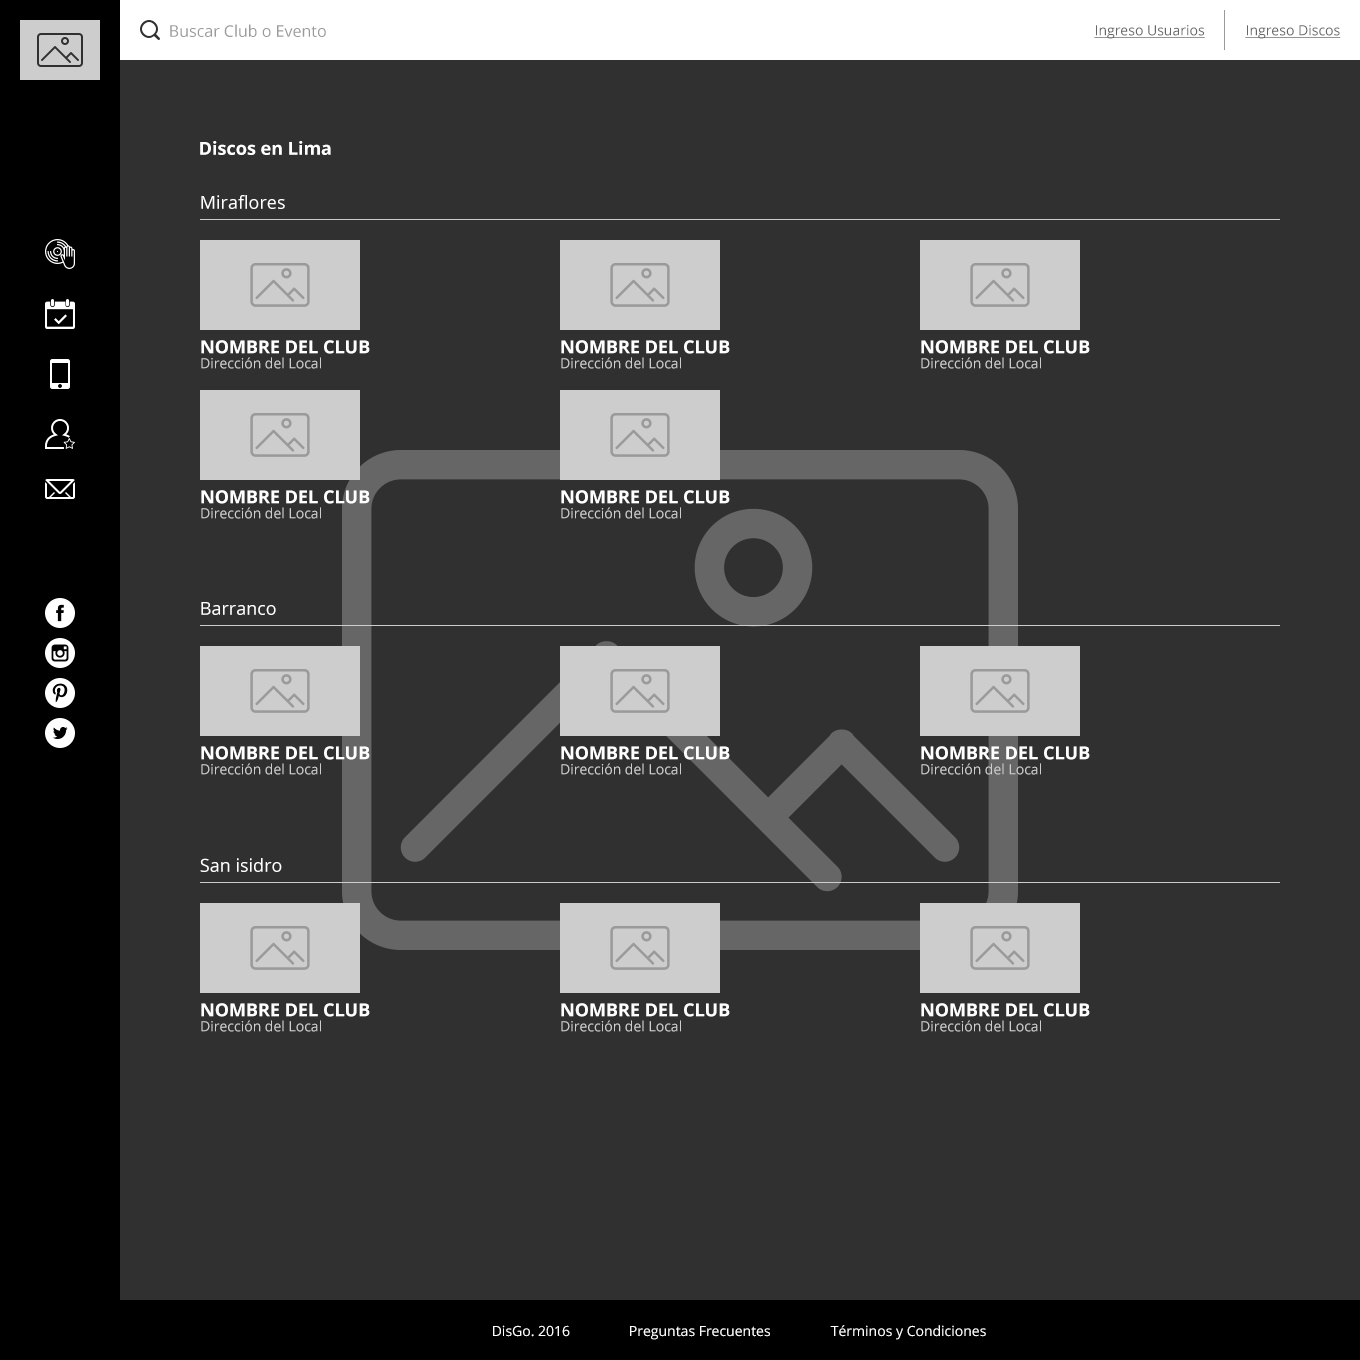 Buscar Club o Evento
Ingreso Usuarios
Ingreso Discos
Discos en Lima
Miraflores
NOMBRE DEL CLUB
Dirección del Local
NOMBRE DEL CLUB
Dirección del Local
NOMBRE DEL CLUB
Dirección del Local
NOMBRE DEL CLUB
Dirección del Local
NOMBRE DEL CLUB
Dirección del Local
Barranco
NOMBRE DEL CLUB
Dirección del Local
NOMBRE DEL CLUB
Dirección del Local
NOMBRE DEL CLUB
Dirección del Local
San isidro
NOMBRE DEL CLUB
Dirección del Local
NOMBRE DEL CLUB
Dirección del Local
NOMBRE DEL CLUB
Dirección del Local
DisGo. 2016
Preguntas Frecuentes
Términos y Condiciones